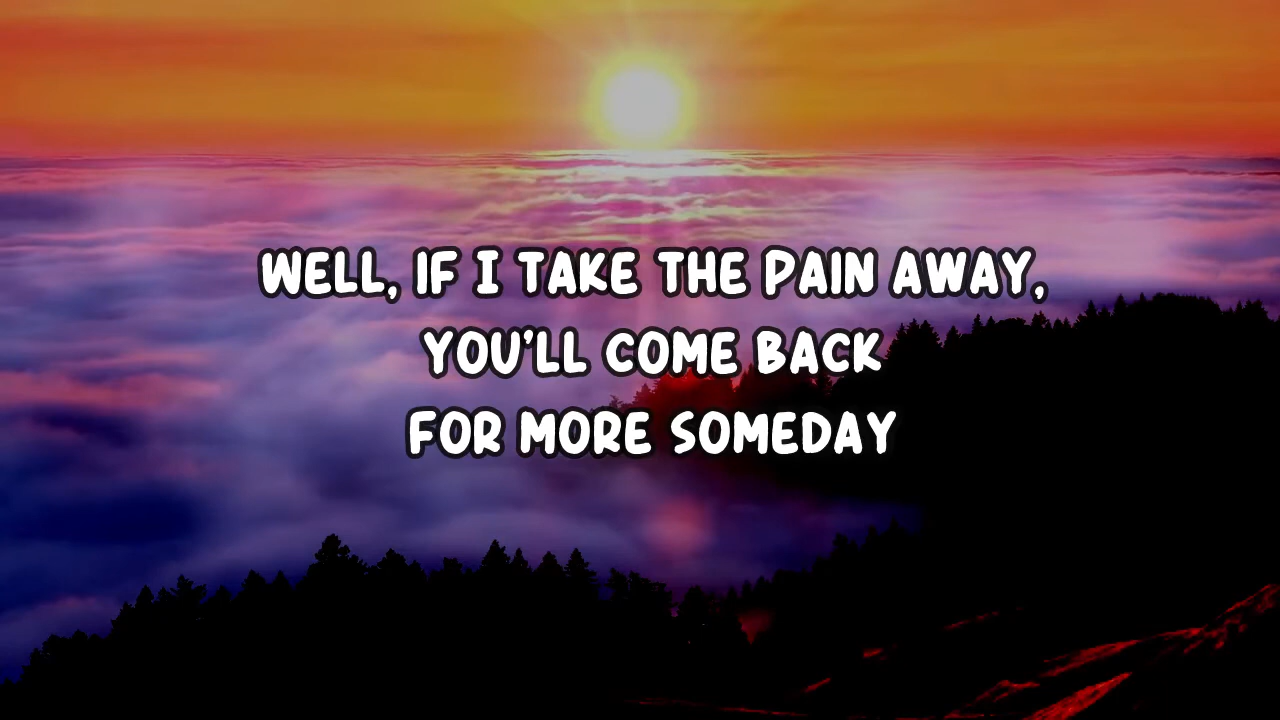 WELL, IF I TAKE THE PAIN AWAY,
YOU'LL COME BACK
FOR MORE SOMEDAY